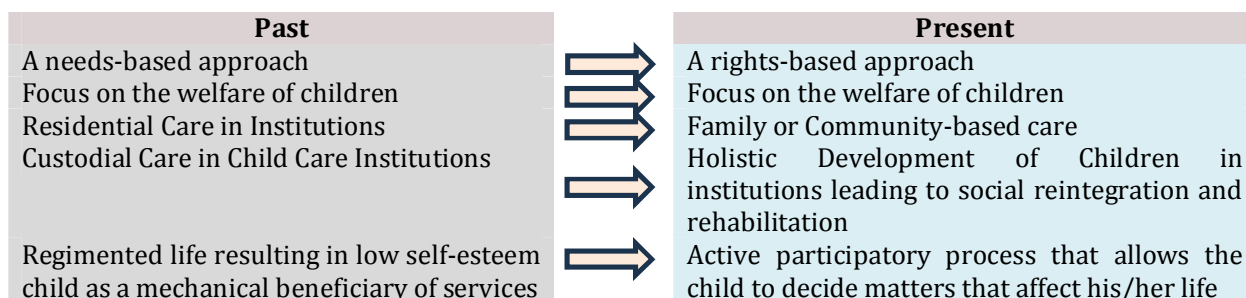 Past
A needs-based approach
Focus on the welfare of children
Residential Care in Institutions
Custodial Care in Child Care Institutions
Regimented life resulting in low self-esteem
child as a mechanical beneficiary of services
Present
A rights-based approach
Focus on the welfare of children
Family or Community-based care
Holistic Development of Children in
institutions leading to social reintegration and
rehabilitation
Active participatory process that allows the
child to decide matters that affect his/her life